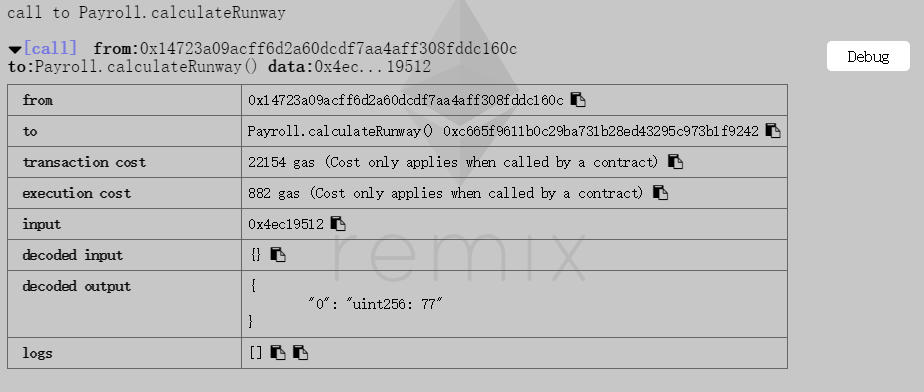 call to Payroll.calculateRunway
[call] from:0x14723a09acff6d2a60dcdf7aa4aff308fddc160c
to:Payroll.calculateRunway() data:0x4ec...19512
Debug
from 0x14723a09acff6d2a60dcdf7aa4aff308fddc160c
to Payroll.calculateRunway() 0xc665f9611b0c29ba731b28ed43295c973b1f9242
transaction cost 22154 gas (Cost only applies when called by a contract)
execution cost 882 gas (Cost only applies when called by a contract)
input 0x4ec19512
decoded input {}
decoded output {
"0": "uint256: 77"
}
logs []
remix